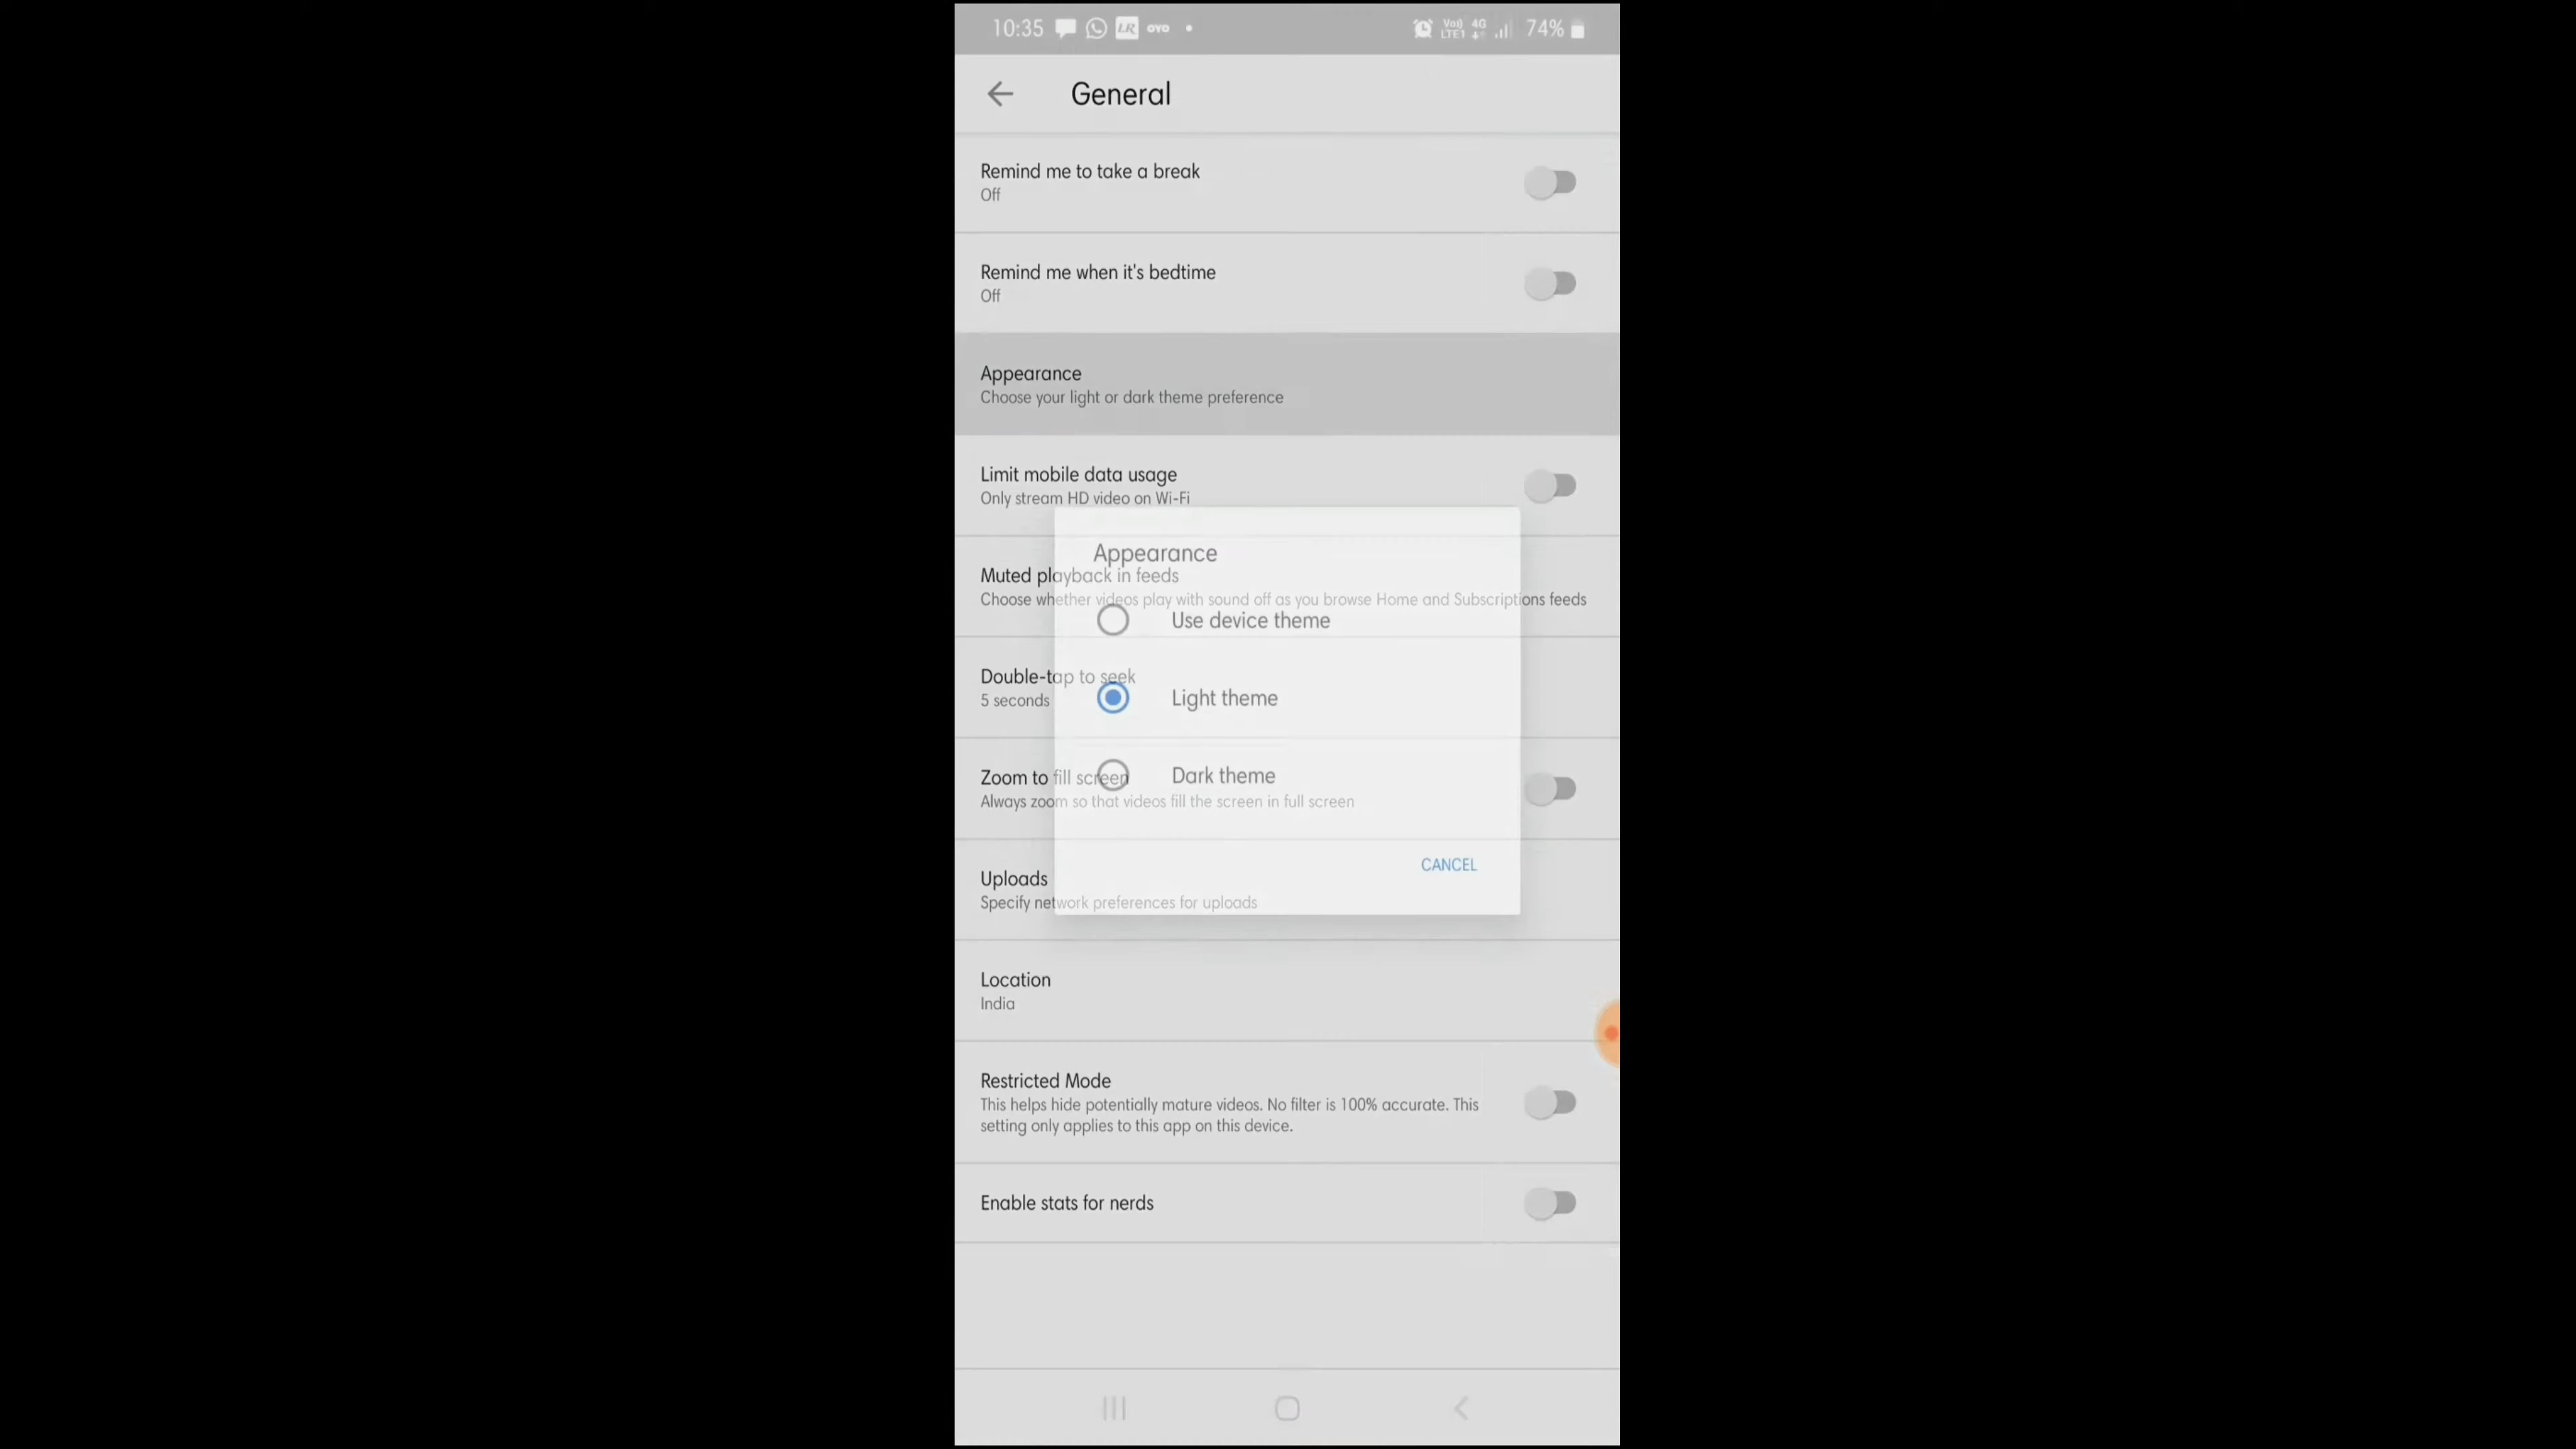 10:35 LR OYO Vo) LTE1 4G 74%
General
Remind me to take a break
Off
Remind me when it's bedtime
Off
Appearance
Choose your light or dark theme preference
Limit mobile data usage
Only stream HD video on Wi-Fi
Appearance
Muted playback in feeds
Choose whether videos play with sound off as you browse Home and Subscriptions feeds
Use device theme
Double-tap to seek
5 seconds
Light theme
Zoom to fill screen
Dark theme
Always zoom so that videos fill the screen in full screen
CANCEL
Uploads
Specify network preferences for uploads
Location
India
Restricted Mode
This helps hide potentially mature videos. No filter is 100% accurate. This
setting only applies to this app on this device.
Enable stats for nerds